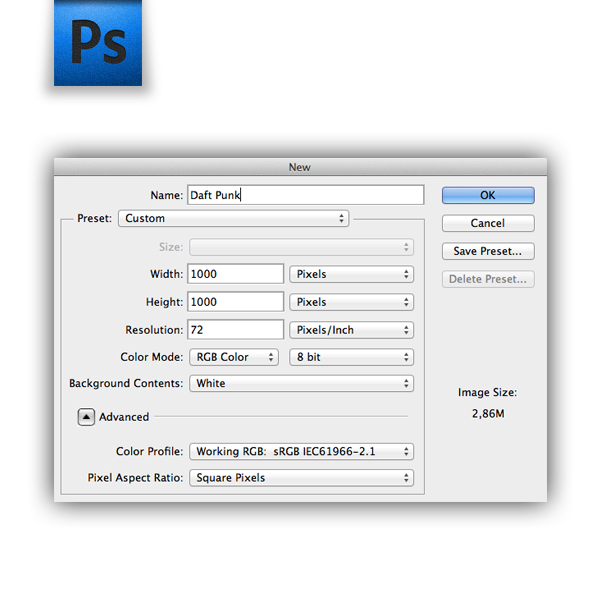 Ps
New
Name: Daft Punk
OK
Preset: Custom
Cancel
Size:
Save Preset...
Width: 1000 Pixels
Delete Preset...
Height: 1000 Pixels
Resolution: 72 Pixels/Inch
Color Mode: RGB Color 8 bit
Background Contents: White
Image Size:
2,86M
Advanced
Color Profile: Working RGB: sRGB IEC61966-2.1
Pixel Aspect Ratio: Square Pixels